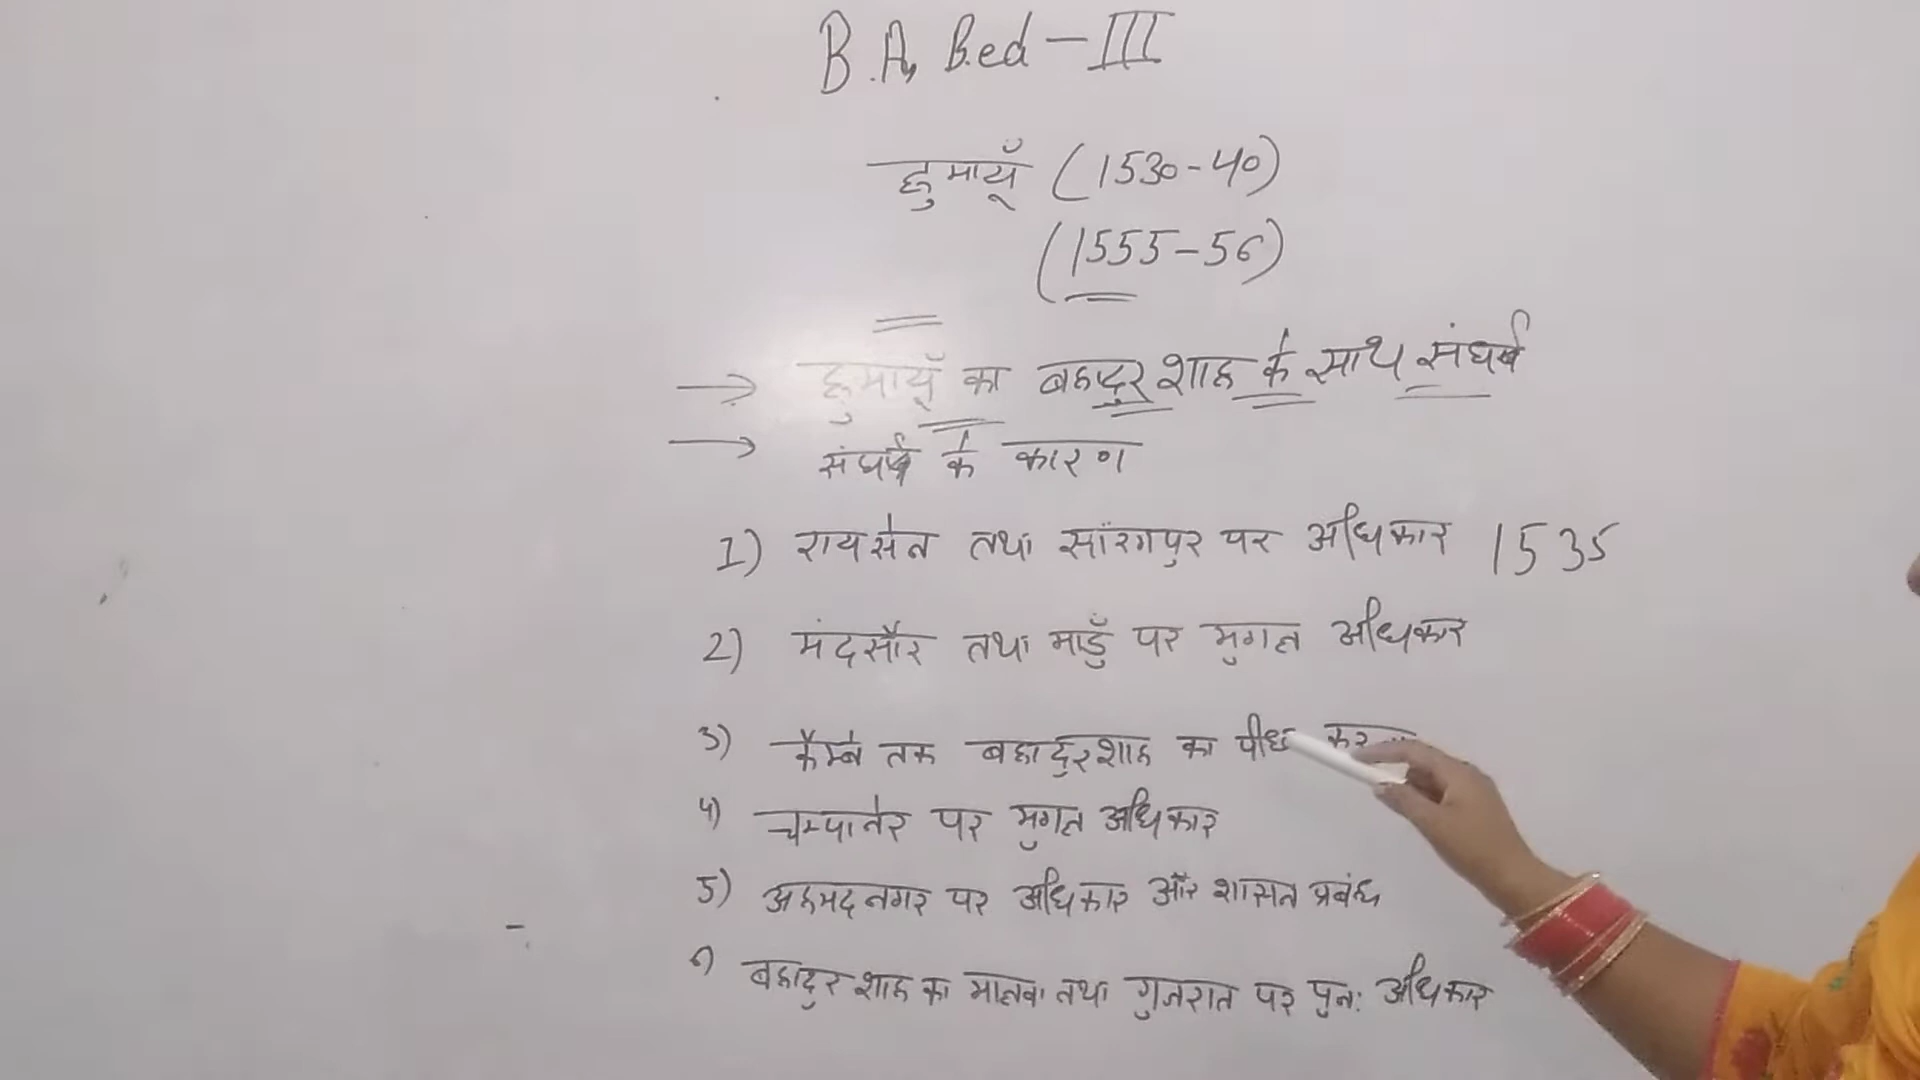 B.A, B.ed - III
हुमायूँ (1530-40)
(1555-56)
→ हुमायूँ का बहादुर शाह के साथ संघर्ष
→ संघर्ष के कारण
1) रायसेन तथा सांरगपुर पर अधिकार 1535
2) मंदसौर तथा माडुँ पर मुगल अधिकार
3) कैम्बे तक बहादुरशाह का पीछा
4) चम्पानेर पर मुगल अधिकार
5) अहमदनगर पर अधिकार और शासन प्रबंध
6) बहादुर शाह का मालवा तथा गुजरात पर पुन: अधिकार